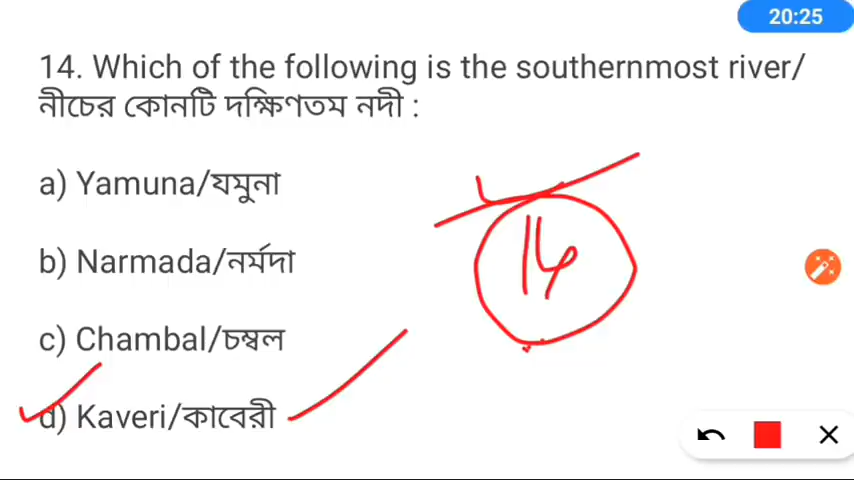 20:25
14. Which of the following is the southernmost river/
নীচের কোনটি দক্ষিণতম নদী :
a) Yamuna/যমুনা
b) Narmada/নর্মদা
14
c) Chambal/চম্বল
d) Kaveri/কাবেরী